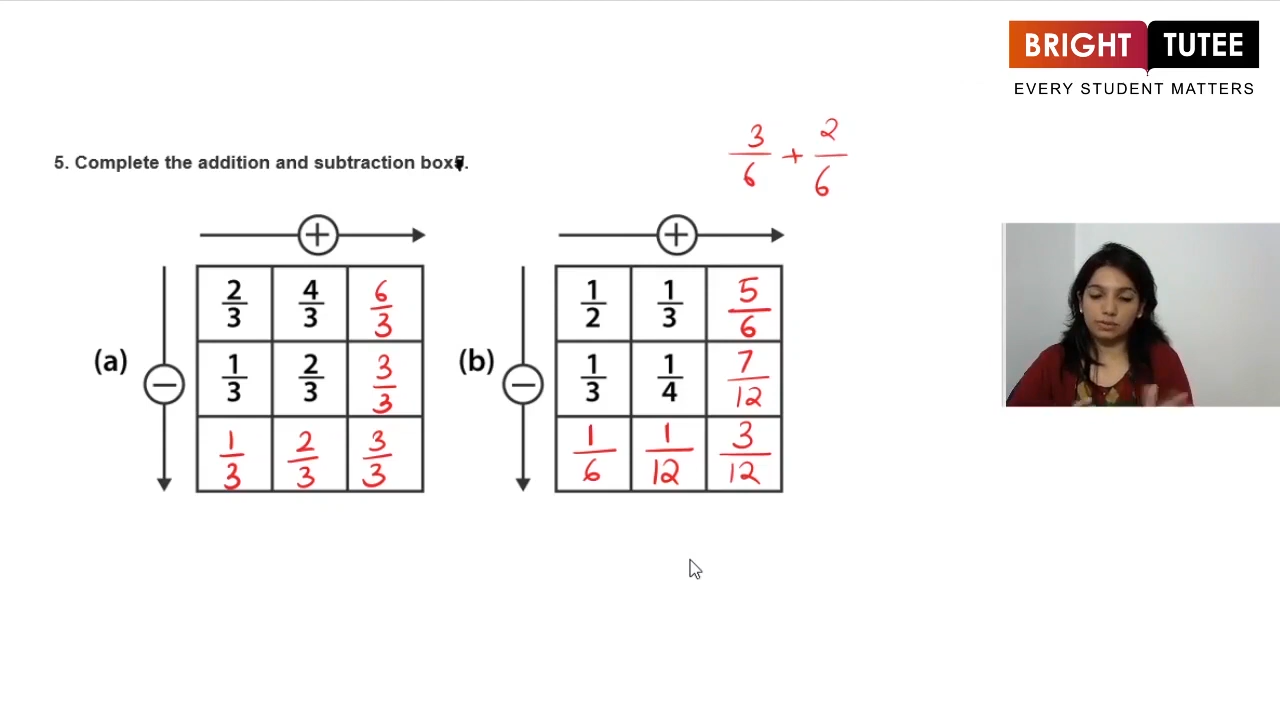 BRIGHT TUTEE
EVERY STUDENT MATTERS
3/6 + 2/6
5. Complete the addition and subtraction boxes.
+ +
(a) − (b) −
2/3 4/3 6/3 1/2 1/3 5/6
1/3 2/3 3/3 1/3 1/4 7/12
1/3 2/3 3/3 1/6 1/12 3/12